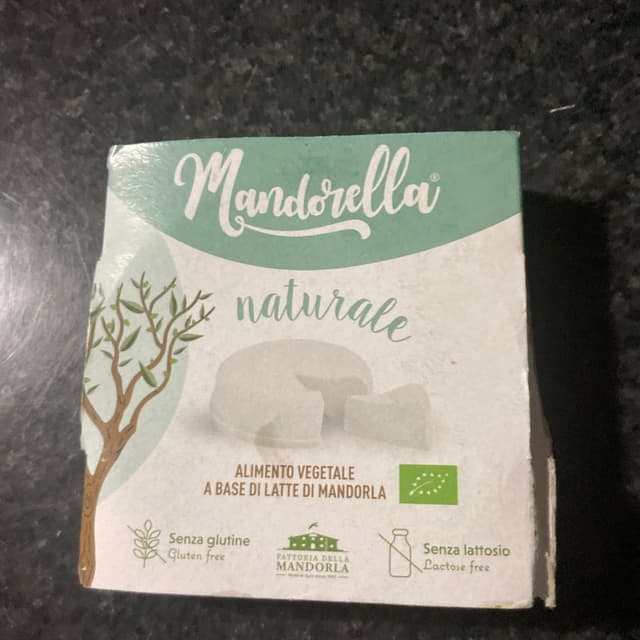 Mandorella®
naturale
ALIMENTO VEGETALE
A BASE DI LATTE DI MANDORLA
Senza glutine
Gluten free
FATTORIA DELLA
MANDORLA
Senza lattosio
Lactose free